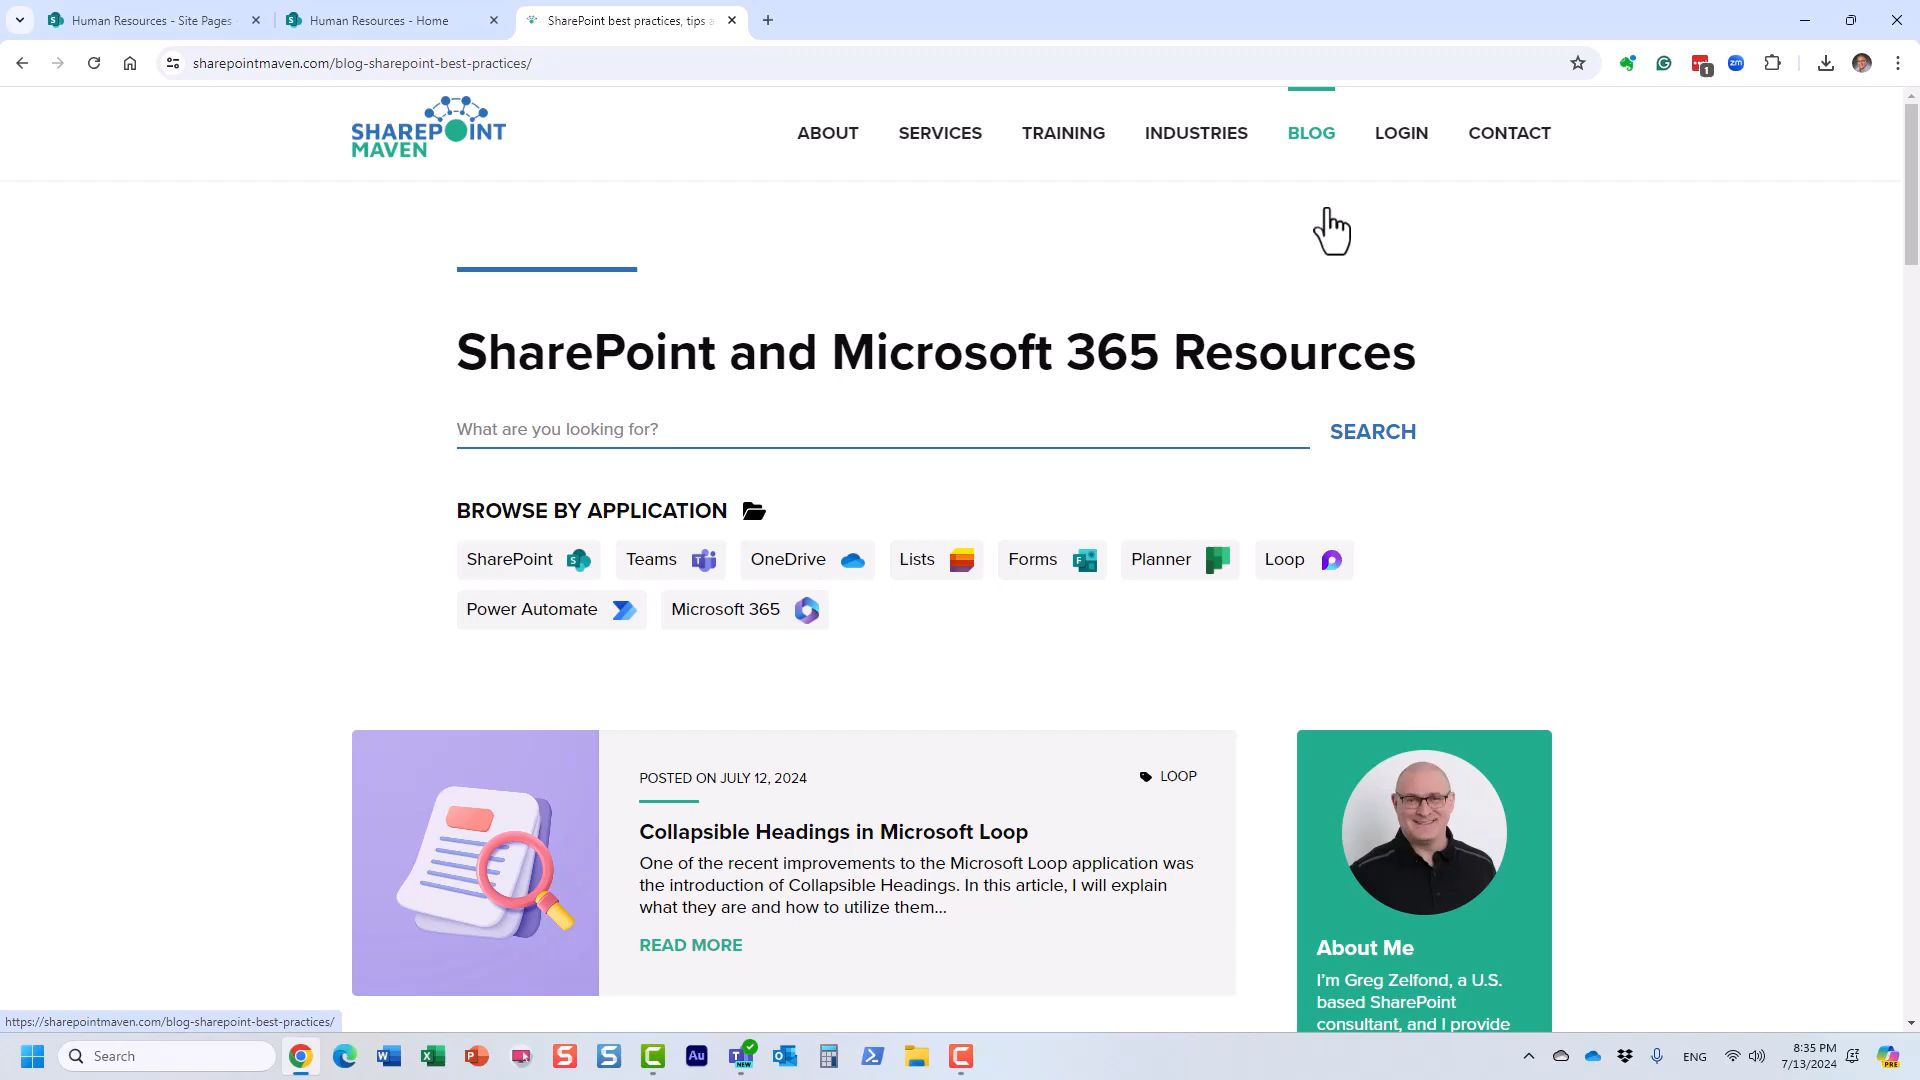 Human Resources - Site Pages
Human Resources - Home
SharePoint best practices, tips a
sharepointmaven.com/blog-sharepoint-best-practices/
1
zm
SHAREPOINT
MAVEN
ABOUT
SERVICES
TRAINING
INDUSTRIES
BLOG
LOGIN
CONTACT
SharePoint and Microsoft 365 Resources
What are you looking for?
SEARCH
BROWSE BY APPLICATION
SharePoint
Teams
OneDrive
Lists
Forms
Planner
Loop
Power Automate
Microsoft 365
POSTED ON JULY 12, 2024
LOOP
Collapsible Headings in Microsoft Loop
One of the recent improvements to the Microsoft Loop application was
the introduction of Collapsible Headings. In this article, I will explain
what they are and how to utilize them...
READ MORE
About Me
I'm Greg Zelfond, a U.S.
based SharePoint
consultant, and I provide
https://sharepointmaven.com/blog-sharepoint-best-practices/
Search
Au
NEW
ENG
8:35 PM
7/13/2024
PRE